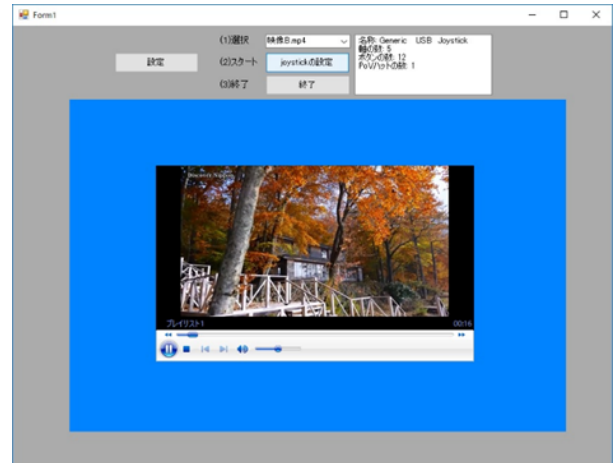 Form1
(1)選択
映像B.mp4
名称: Generic USB Joystick
軸の数: 5
ボタンの数: 12
PoVハットの数: 1
設定
(2)スタート
joystickの設定
(3)終了
終了
Discovery Nippon
プレイリスト1
00:16